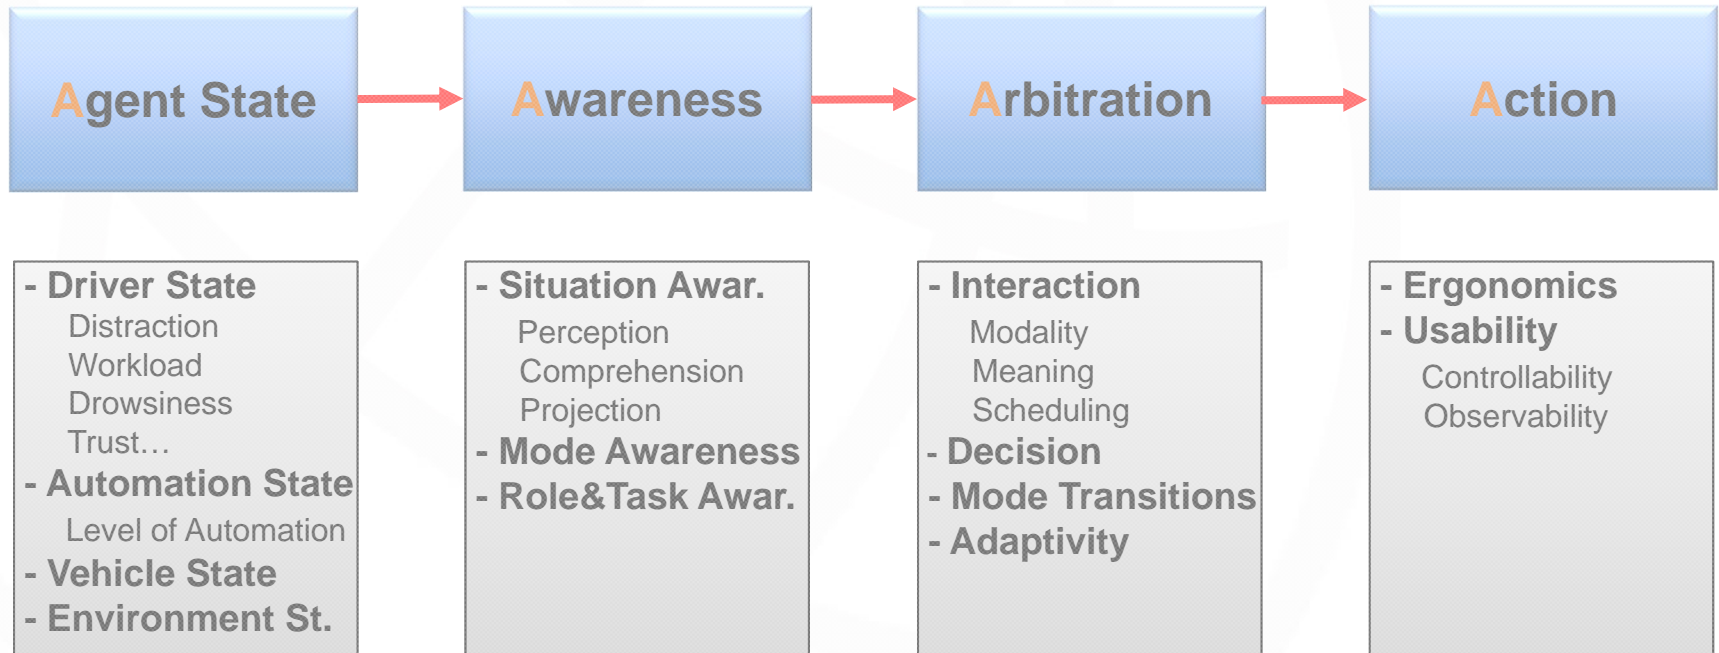 Agent State
Awareness
Arbitration
Action
- Driver State
Distraction
Workload
Drowsiness
Trust…
- Automation State
Level of Automation
- Vehicle State
- Environment St.
- Situation Awar.
Perception
Comprehension
Projection
- Mode Awareness
- Role&Task Awar.
- Interaction
Modality
Meaning
Scheduling
- Decision
- Mode Transitions
- Adaptivity
- Ergonomics
- Usability
Controllability
Observability